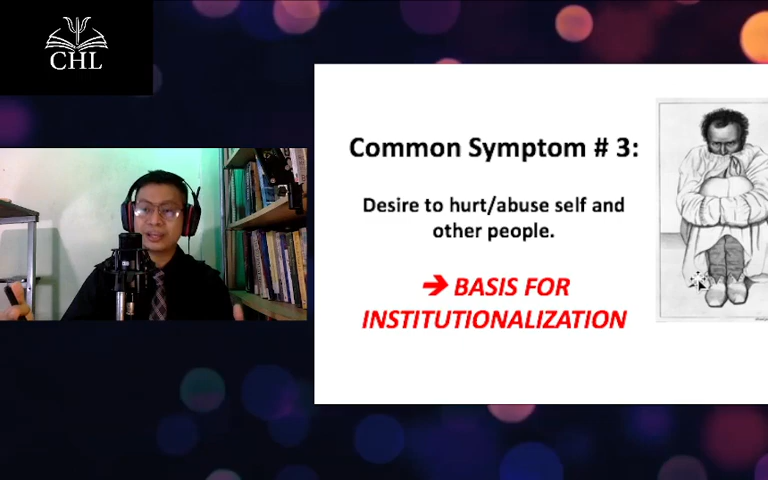 CHL
Common Symptom # 3:
Desire to hurt/abuse self and
other people.
➔ BASIS FOR
INSTITUTIONALIZATION